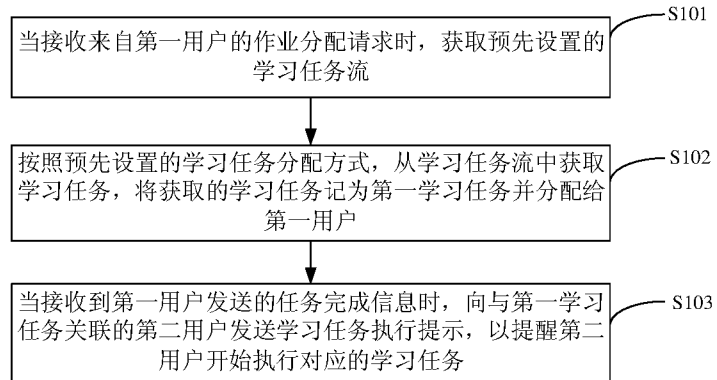 当接收来自第一用户的作业分配请求时，获取预先设置的
学习任务流
S101
按照预先设置的学习任务分配方式，从学习任务流中获取
学习任务，将获取的学习任务记为第一学习任务并分配给
第一用户
S102
当接收到第一用户发送的任务完成信息时，向与第一学习
任务关联的第二用户发送学习任务执行提示，以提醒第二
用户开始执行对应的学习任务
S103